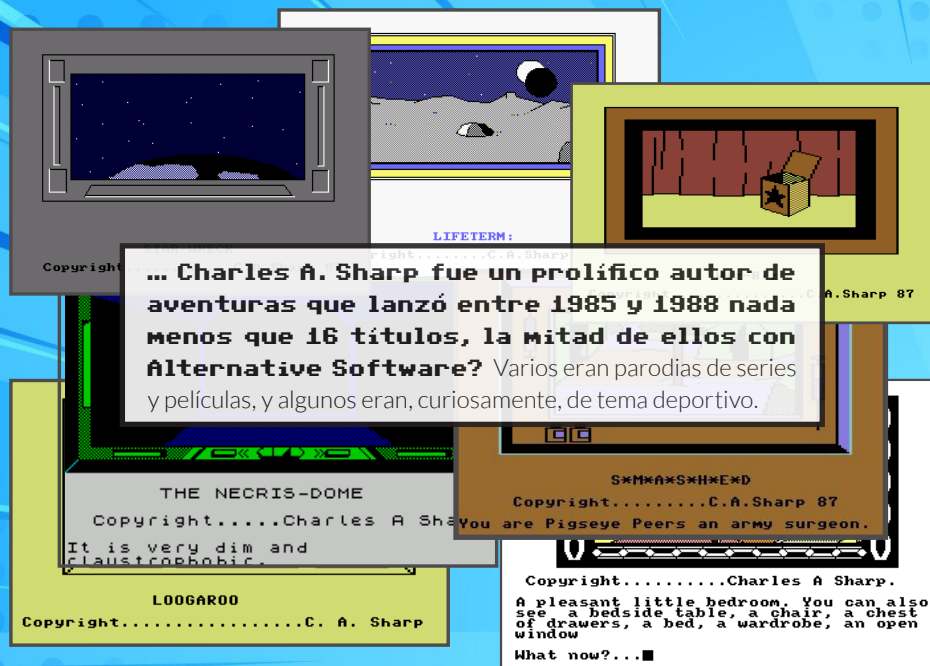 LIFETERM:
Copyright
... Charles A. Sharp fue un prolífico autor de
aventuras que lanzó entre 1985 y 1988 nada
menos que 16 títulos, la mitad de ellos con
Alternative Software? Varios eran parodias de series
y películas, y algunos eran, curiosamente, de tema deportivo.
A.Sharp 87
THE NECRIS-DOME
Copyright.....Charles A Sha
It is very dim and
claustrophobic.
S*M*A*S*H*E*D
Copyright.........C.A.Sharp 87
You are Pigseye Peers an army surgeon.
LOOGAROO
Copyright................C. A. Sharp
Copyright..........Charles A Sharp.
A pleasant little bedroom. You can also
see a bedside table, a chair, a chest
of drawers, a bed, a wardrobe, an open
window
What now?...